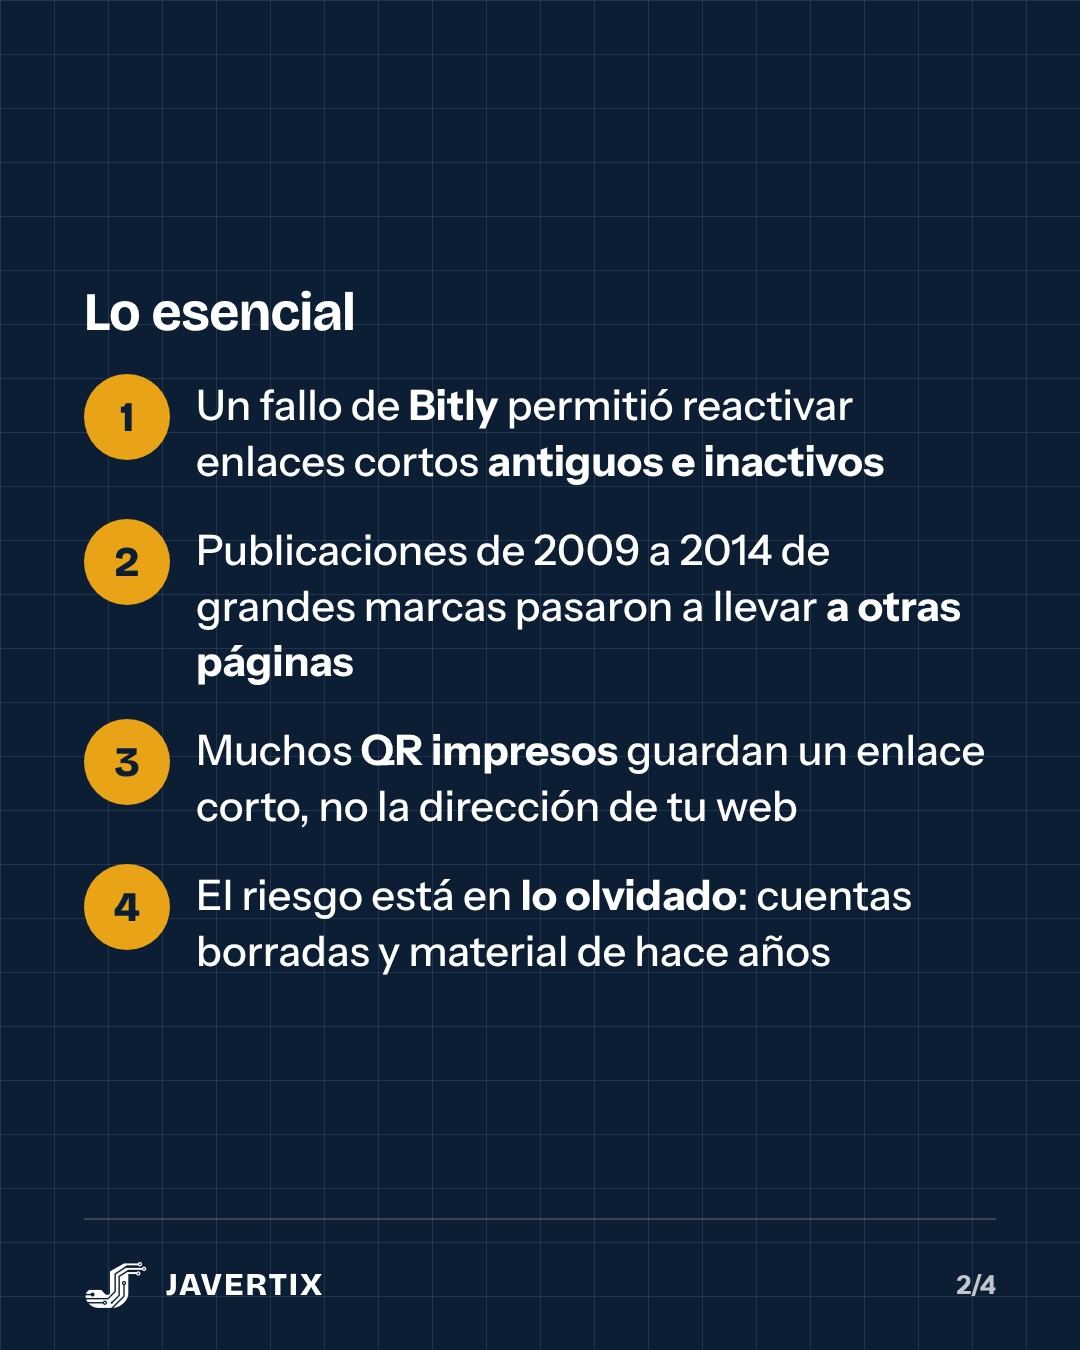 Lo esencial
1
Un fallo de Bitly permitió reactivar
enlaces cortos antiguos e inactivos
2
Publicaciones de 2009 a 2014 de
grandes marcas pasaron a llevar a otras
páginas
3
Muchos QR impresos guardan un enlace
corto, no la dirección de tu web
4
El riesgo está en lo olvidado: cuentas
borradas y material de hace años
JAVERTIX
2/4